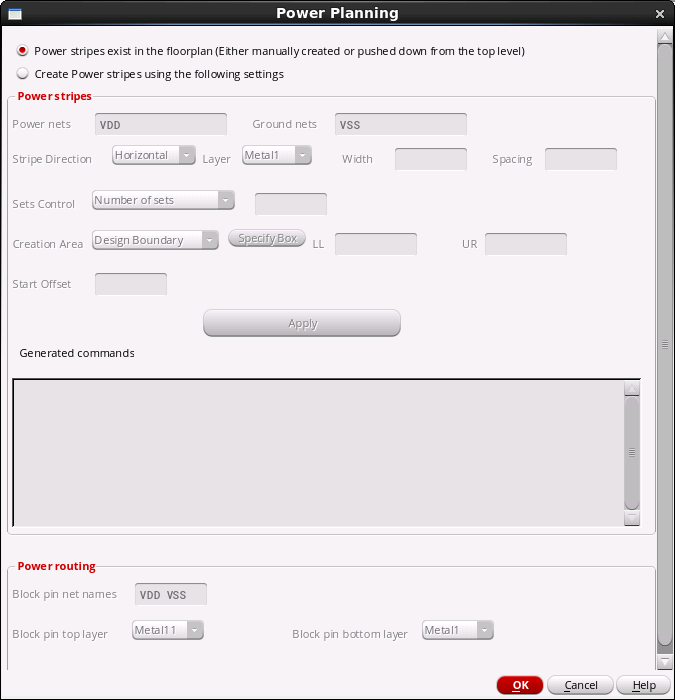 Power Planning
Power stripes exist in the floorplan (Either manually created or pushed down from the top level)
Create Power stripes using the following settings
Power stripes
Power nets VDD Ground nets VSS
Stripe Direction Horizontal Layer Metal1 Width Spacing
Sets Control Number of sets
Creation Area Design Boundary Specify Box LL UR
Start Offset
Apply
Generated commands
Power routing
Block pin net names VDD VSS
Block pin top layer Metal11 Block pin bottom layer Metal1
OK Cancel Help